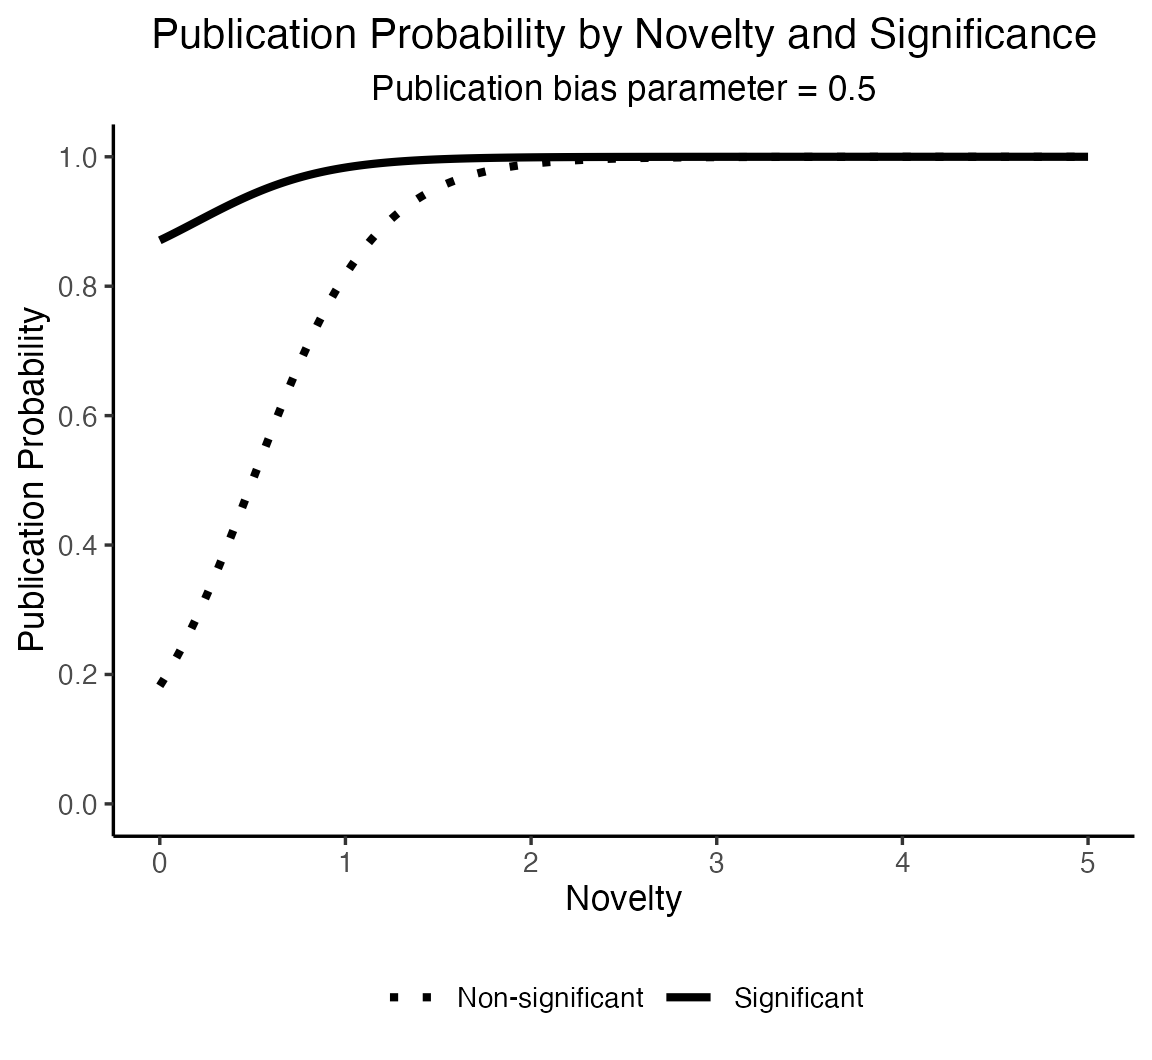 Publication Probability by Novelty and Significance
Publication bias parameter = 0.5
Publication Probability
1.0
0.8
0.6
0.4
0.2
0.0
0 1 2 3 4 5
Novelty
Non-significant Significant